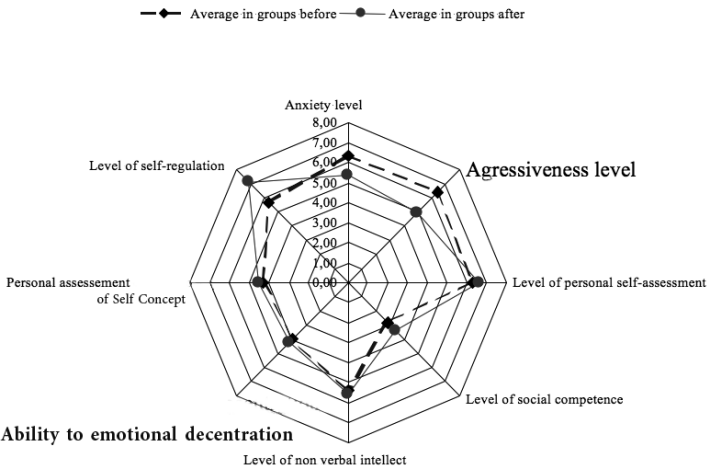 Average in groups before
Average in groups after
Anxiety level
8,00
7,00
6,00
5,00
4,00
3,00
2,00
1,00
0,00
Agressiveness level
Level of personal self-assessment
Level of social competence
Level of non verbal intellect
Ability to emotional decentration
Personal assessement
of Self Concept
Level of self-regulation